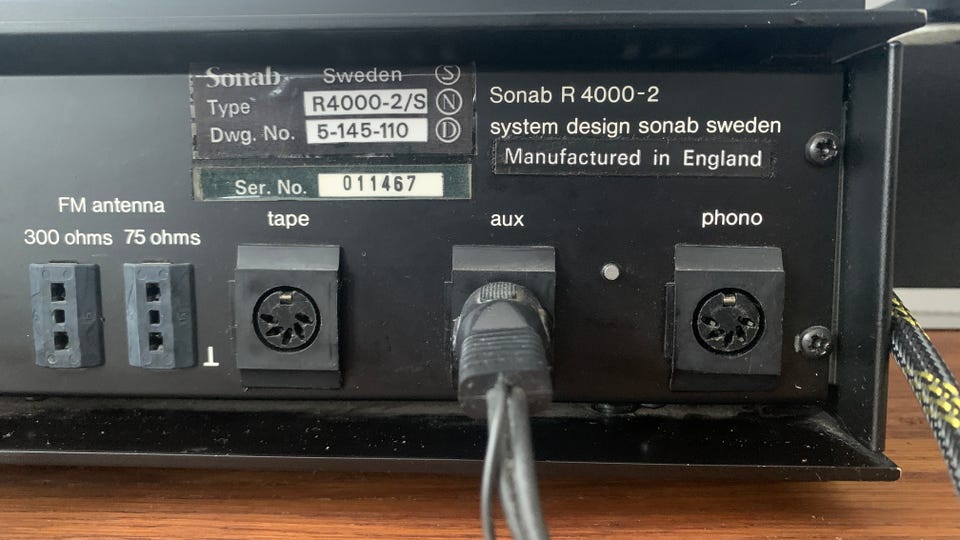 Sonab Sweden S
Type R4000-2/S N
Dwg. No. 5-145-110 D
Ser. No. 011467
Sonab R 4000-2
system design sonab sweden
Manufactured in England
FM antenna
300 ohms 75 ohms
tape
aux
phono